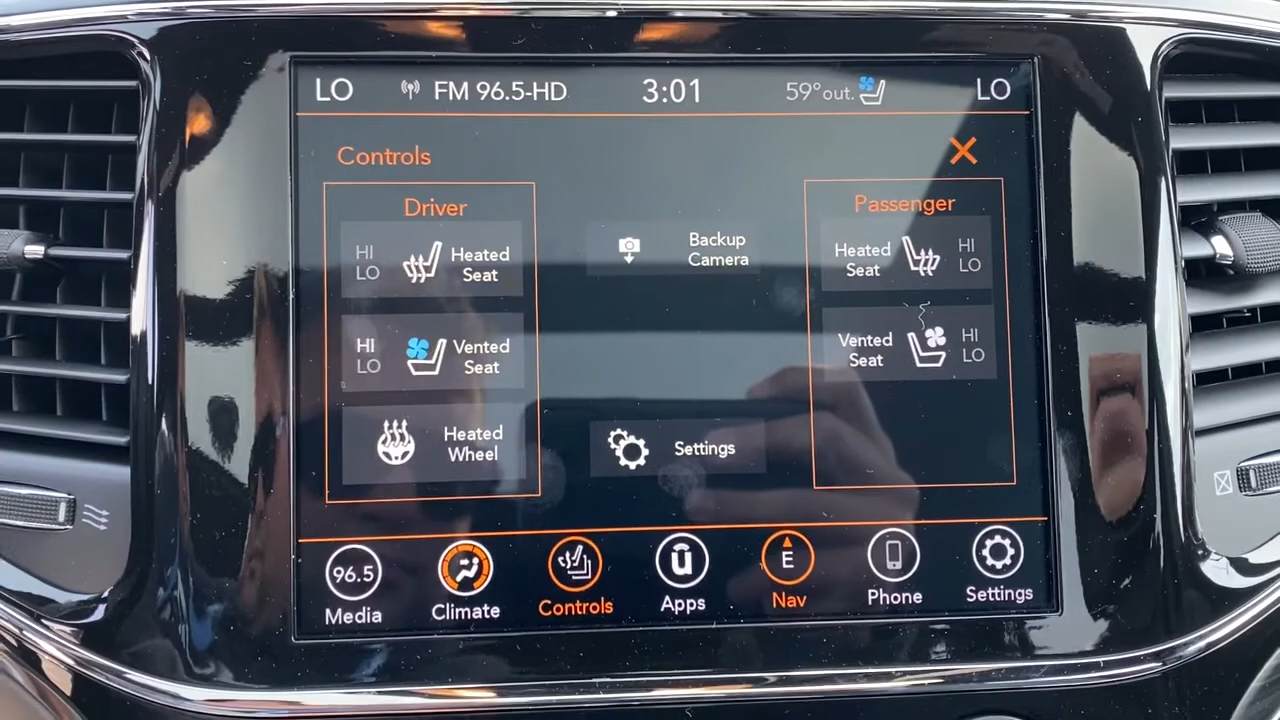 LO FM 96.5-HD 3:01 59° out. LO
Controls
Driver
HI
LO
Heated
Seat
HI
LO
Vented
Seat
Heated
Wheel
Backup
Camera
Settings
Passenger
Heated
Seat
HI
LO
Vented
Seat
HI
LO
96.5
Media
Climate
Controls
u
Apps
E
Nav
Phone
Settings